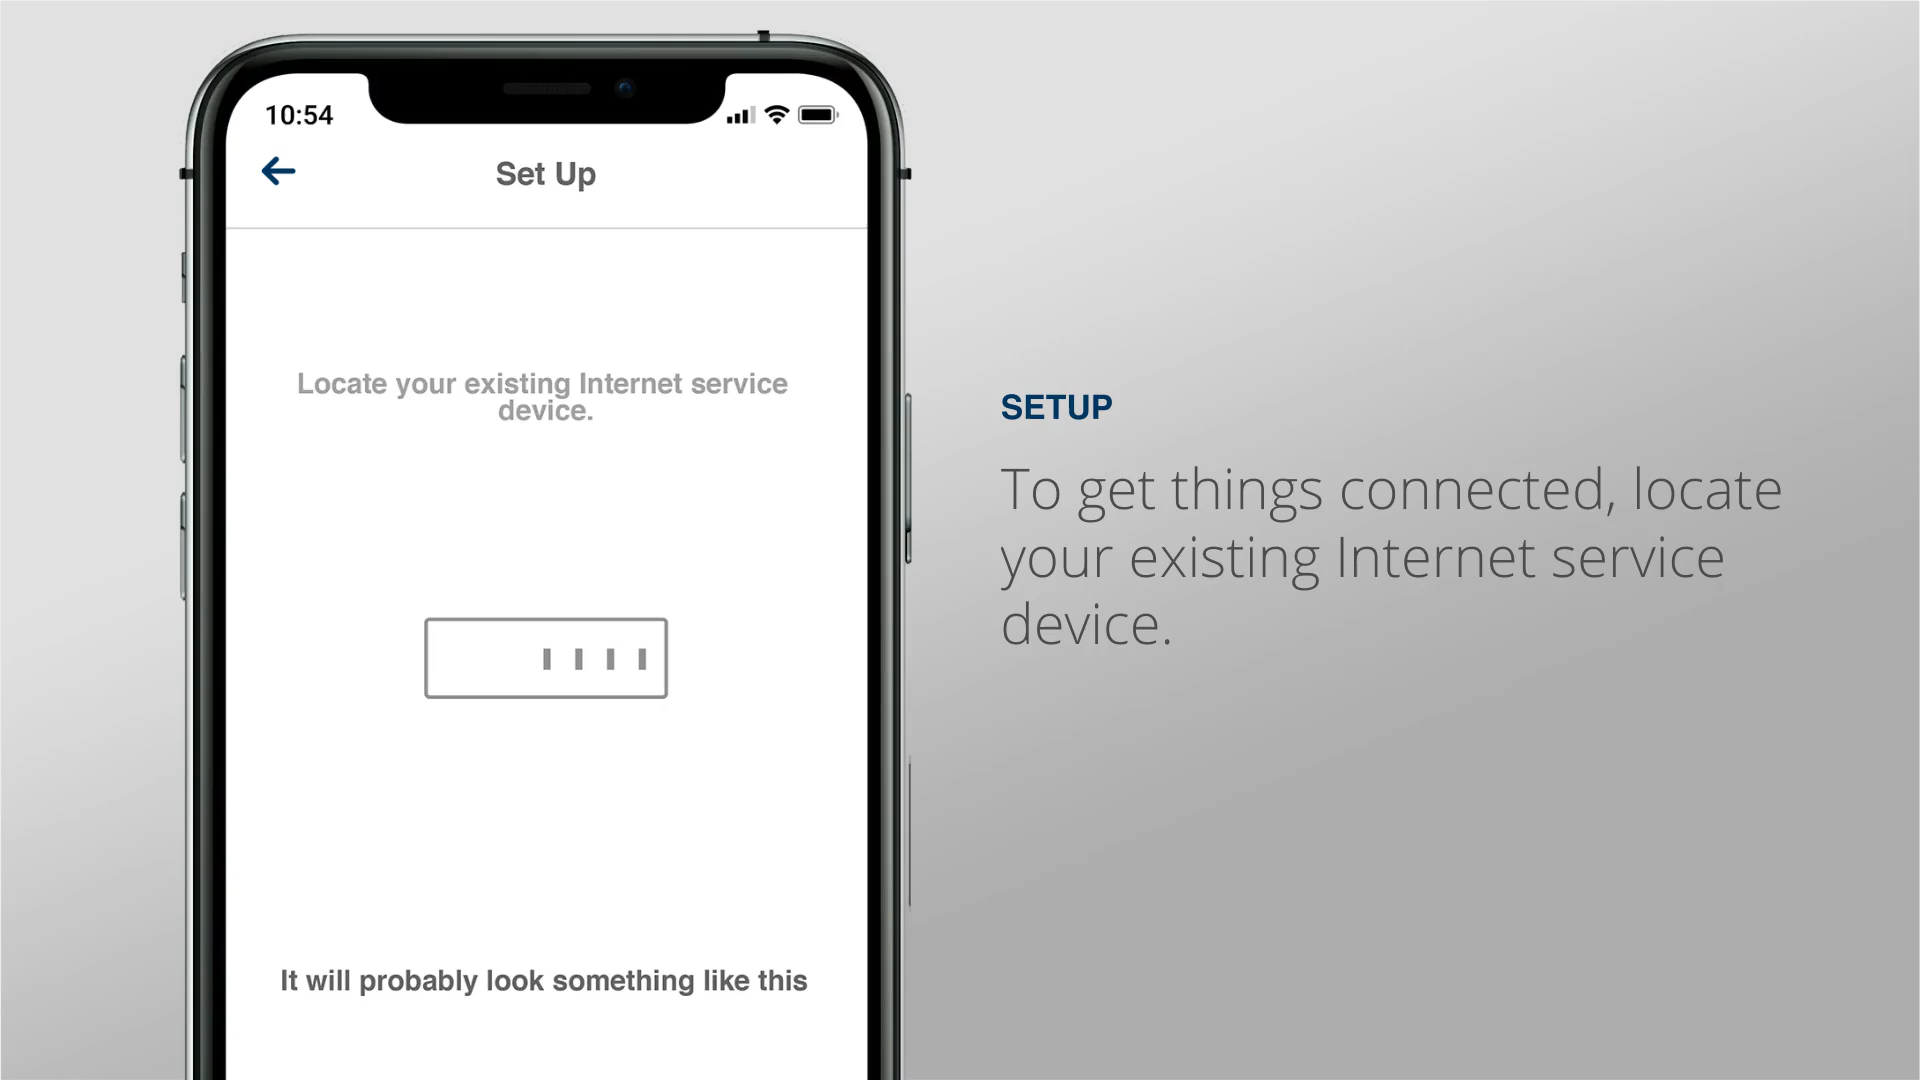 10:54
Set Up
Locate your existing Internet service
device.
It will probably look something like this
SETUP
To get things connected, locate
your existing Internet service
device.